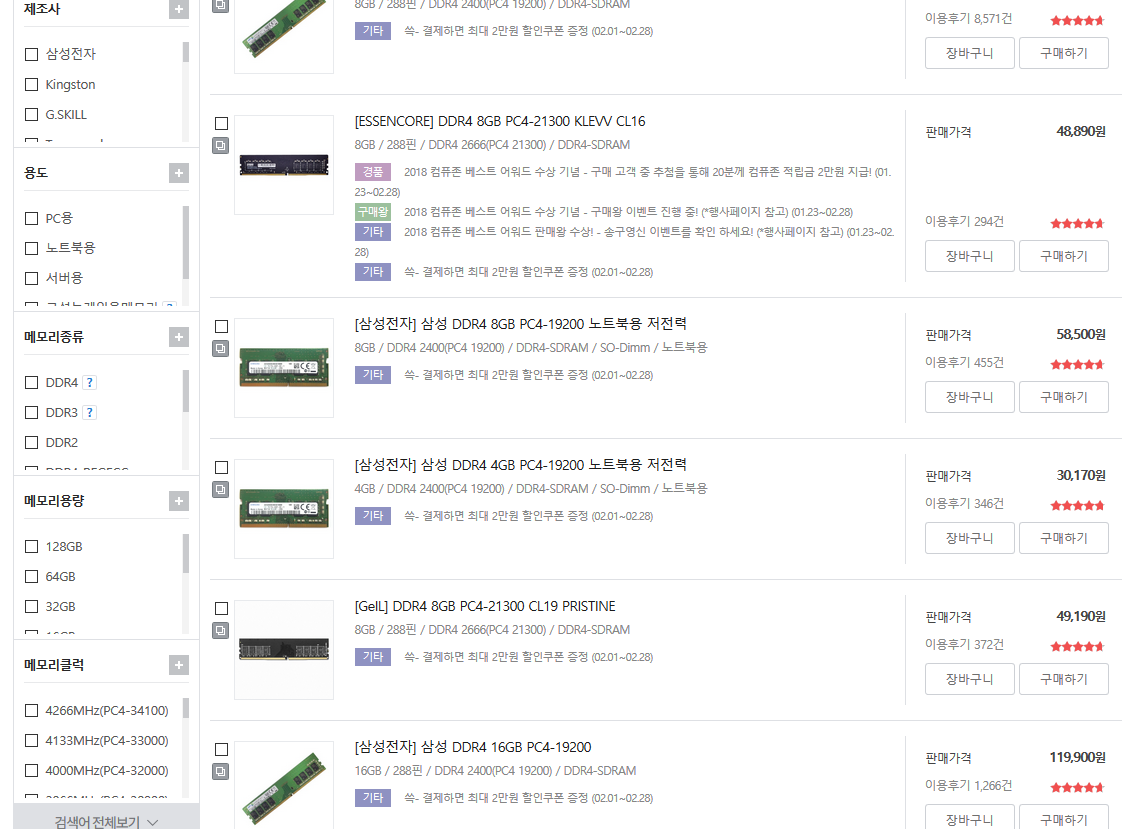 제조사
삼성전자
Kingston
G.SKILL
용도
PC용
노트북용
서버용
메모리종류
DDR4 ?
DDR3 ?
DDR2
메모리용량
128GB
64GB
32GB
메모리클럭
4266MHz(PC4-34100)
4133MHz(PC4-33000)
4000MHz(PC4-32000)
검색어 전체보기
8GB / 288핀 / DDR4 2400(PC4 19200) / DDR4-SDRAM
기타 쓱- 결제하면 최대 2만원 할인쿠폰 증정 (02.01~02.28)
이용후기 8,571건
장바구니 구매하기
[ESSENCORE] DDR4 8GB PC4-21300 KLEVV CL16
8GB / 288핀 / DDR4 2666(PC4 21300) / DDR4-SDRAM
경품 2018 컴퓨존 베스트 어워드 수상 기념 - 구매 고객 중 추첨을 통해 20분께 컴퓨존 적립금 2만원 지급! (01.
23~02.28)
구매왕 2018 컴퓨존 베스트 어워드 수상 기념 - 구매왕 이벤트 진행 중! (*행사페이지 참고) (01.23~02.28)
기타 2018 컴퓨존 베스트 어워드 판매왕 수상! - 송구영신 이벤트를 확인 하세요! (*행사페이지 참고) (01.23~02.
28)
기타 쓱- 결제하면 최대 2만원 할인쿠폰 증정 (02.01~02.28)
판매가격 48,890원
이용후기 294건
장바구니 구매하기
[삼성전자] 삼성 DDR4 8GB PC4-19200 노트북용 저전력
8GB / DDR4 2400(PC4 19200) / DDR4-SDRAM / SO-Dimm / 노트북용
기타 쓱- 결제하면 최대 2만원 할인쿠폰 증정 (02.01~02.28)
판매가격 58,500원
이용후기 455건
장바구니 구매하기
[삼성전자] 삼성 DDR4 4GB PC4-19200 노트북용 저전력
4GB / DDR4 2400(PC4 19200) / DDR4-SDRAM / SO-Dimm / 노트북용
기타 쓱- 결제하면 최대 2만원 할인쿠폰 증정 (02.01~02.28)
판매가격 30,170원
이용후기 346건
장바구니 구매하기
[GeIL] DDR4 8GB PC4-21300 CL19 PRISTINE
8GB / 288핀 / DDR4 2666(PC4 21300) / DDR4-SDRAM
기타 쓱- 결제하면 최대 2만원 할인쿠폰 증정 (02.01~02.28)
판매가격 49,190원
이용후기 372건
장바구니 구매하기
[삼성전자] 삼성 DDR4 16GB PC4-19200
16GB / 288핀 / DDR4 2400(PC4 19200) / DDR4-SDRAM
기타 쓱- 결제하면 최대 2만원 할인쿠폰 증정 (02.01~02.28)
판매가격 119,900원
이용후기 1,266건
장바구니 구매하기